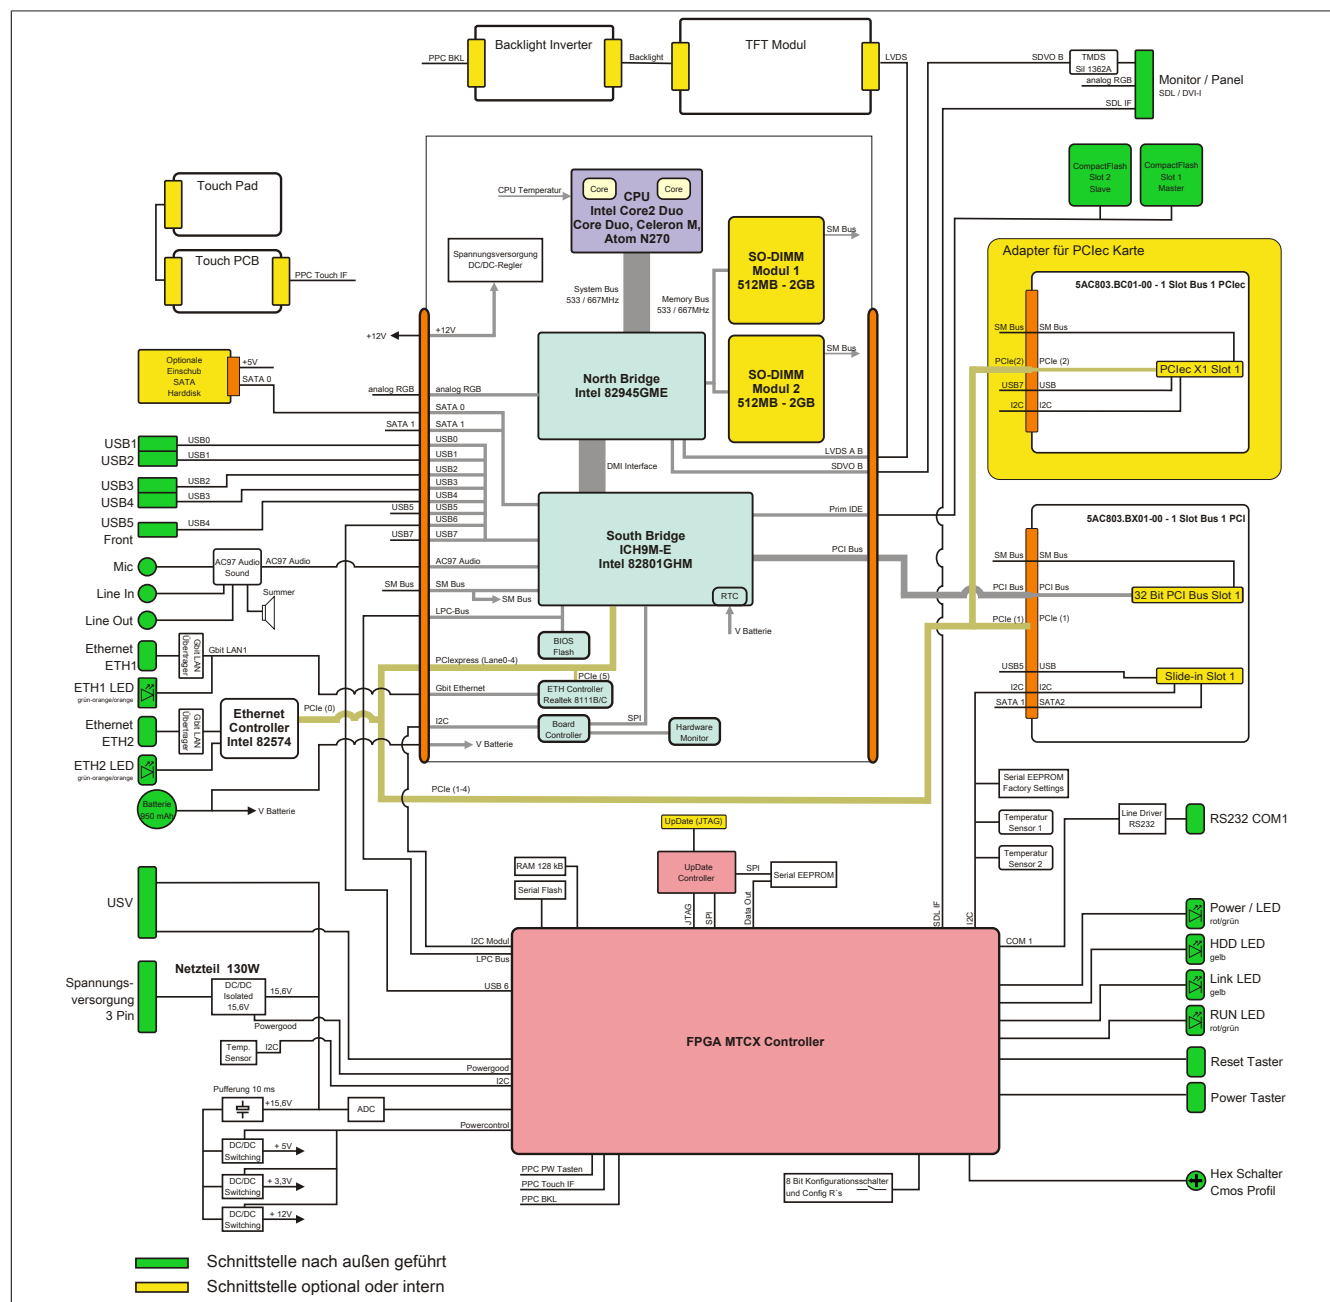 Backlight Inverter
TFT Modul
PPC BKL
Backlight
LVDS
SDVO B
TMDS
Sil 1362A
analog RGB
SDL IF
Monitor / Panel
SDL / DVI-I
CompactFlash
Slot 2
Slave
CompactFlash
Slot 1
Master
Touch Pad
Touch PCB
PPC Touch IF
CPU Temperatur
Core
Core
CPU
Intel Core2 Duo
Core Duo, Celeron M,
Atom N270
Spannungsversorgung
DC/DC-Regler
System Bus
533 / 667MHz
Memory Bus
533 / 667MHz
SO-DIMM
Modul 1
512MB - 2GB
SM Bus
SO-DIMM
Modul 2
512MB - 2GB
SM Bus
Adapter für PCIec Karte
5AC803.BC01-00 - 1 Slot Bus 1 PCIec
SM Bus
SM Bus
PCIe(2)
PCIe (2)
PCIec X1 Slot 1
USB7
USB
I2C
I2C
+12V
+12V
Optionale
Einschub
SATA
Harddisk
+5V
SATA 0
analog RGB
analog RGB
SATA 0
SATA 1
SATA 1
North Bridge
Intel 82945GME
DMI Interface
LVDS A B
SDVO B
USB1
USB2
USB0
USB1
USB3
USB4
USB2
USB3
USB5
Front
USB4
USB0
USB1
USB2
USB3
USB4
USB5
USB5
USB6
USB7
USB7
South Bridge
ICH9M-E
Intel 82801GHM
RTC
V Batterie
Prim IDE
PCI Bus
5AC803.BX01-00 - 1 Slot Bus 1 PCI
SM Bus
SM Bus
PCI Bus
PCI Bus
32 Bit PCI Bus Slot 1
PCIe (1)
PCIe (1)
USB5
USB
Slide-in Slot 1
I2C
I2C
SATA 1
SATA2
Mic
Line In
Line Out
AC97 Audio
Sound
AC97 Audio
AC97 Audio
Summer
SM Bus
SM Bus
SM Bus
LPC-Bus
BIOS
Flash
Ethernet
ETH1
Gbit LAN
Übertrager
Gbit LAN1
ETH1 LED
grün-orange/orange
PCIexpress (Lane0-4)
PCIe (5)
Gbit Ethernet
ETH Controller
Realtek 8111B/C
Ethernet
ETH2
Gbit LAN
Übertrager
Ethernet
Controller
Intel 82574
PCIe (0)
I2C
SPI
Board
Controller
Hardware
Monitor
ETH2 LED
grün-orange/orange
V Batterie
Batterie
950 mAh
V Batterie
PCIe (1-4)
Serial EEPROM
Factory Settings
Temperatur
Sensor 1
Temperatur
Sensor 2
Line Driver
RS232
RS232 COM1
UpDate (JTAG)
UpDate
Controller
SPI
Serial EEPROM
RAM 128 kB
Serial Flash
JTAG
SPI
Data Out
SDL IF
I2C
USV
I2C Modul
LPC Bus
USB 6
COM 1
Power / LED
rot/grün
HDD LED
gelb
Link LED
gelb
RUN LED
rot/grün
Reset Taster
Power Taster
Spannungs-
versorgung
3 Pin
Netzteil 130W
DC/DC
Isolated
15,6V
15,6V
Powergood
Temp.
Sensor
I2C
FPGA MTCX Controller
Powergood
I2C
Pufferung 10 ms
+15,6V
ADC
Powercontrol
DC/DC
Switching
+ 5V
DC/DC
Switching
+ 3,3V
DC/DC
Switching
+ 12V
PPC PW Tasten
PPC Touch IF
PPC BKL
8 Bit Konfigurationsschalter
und Config R`s
Hex Schalter
Cmos Profil
Schnittstelle nach außen geführt
Schnittstelle optional oder intern